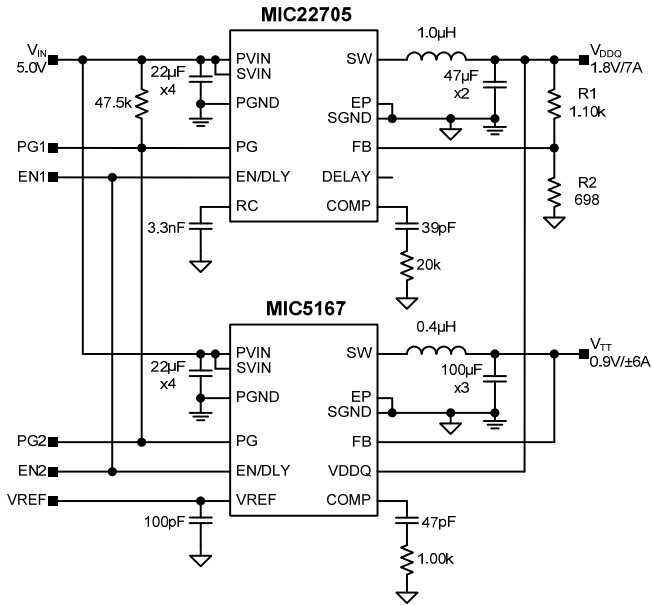 MIC22705
V_IN
5.0V
22µF
x4
47.5k
PVIN
SVIN
PGND
PG
EN/DLY
RC
SW
EP
SGND
FB
DELAY
COMP
1.0µH
47µF
x2
V_DDQ
1.8V/7A
R1
1.10k
R2
698
PG1
EN1
3.3nF
39pF
20k
MIC5167
22µF
x4
PVIN
SVIN
PGND
PG
EN/DLY
VREF
SW
EP
SGND
FB
VDDQ
COMP
0.4µH
100µF
x3
V_TT
0.9V/±6A
PG2
EN2
VREF
100pF
47pF
1.00k